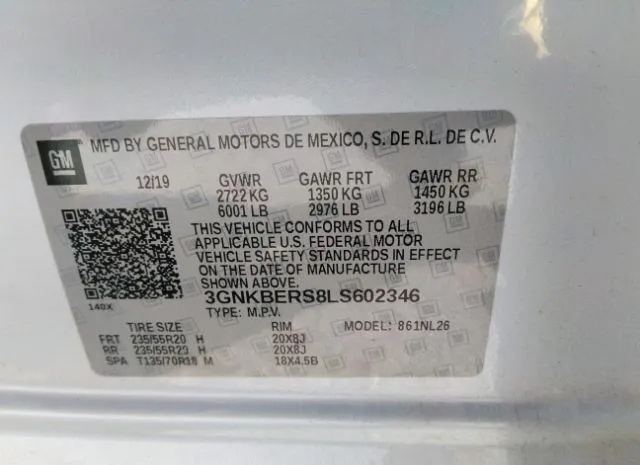 GM MFD BY GENERAL MOTORS DE MEXICO, S. DE R.L. DE C.V.
12/19 GVWR GAWR FRT GAWR RR
2722 KG 1350 KG 1450 KG
6001 LB 2976 LB 3196 LB
THIS VEHICLE CONFORMS TO ALL
APPLICABLE U.S. FEDERAL MOTOR
VEHICLE SAFETY STANDARDS IN EFFECT
ON THE DATE OF MANUFACTURE
SHOWN ABOVE.
140X 3GNKBERS8LS602346
TYPE: M.P.V.
TIRE SIZE RIM MODEL: 861NL26
FRT 235/55R20 H 20X8J
RR 235/55R20 H 20X8J
SPA T135/70R18 M 18X4.5B